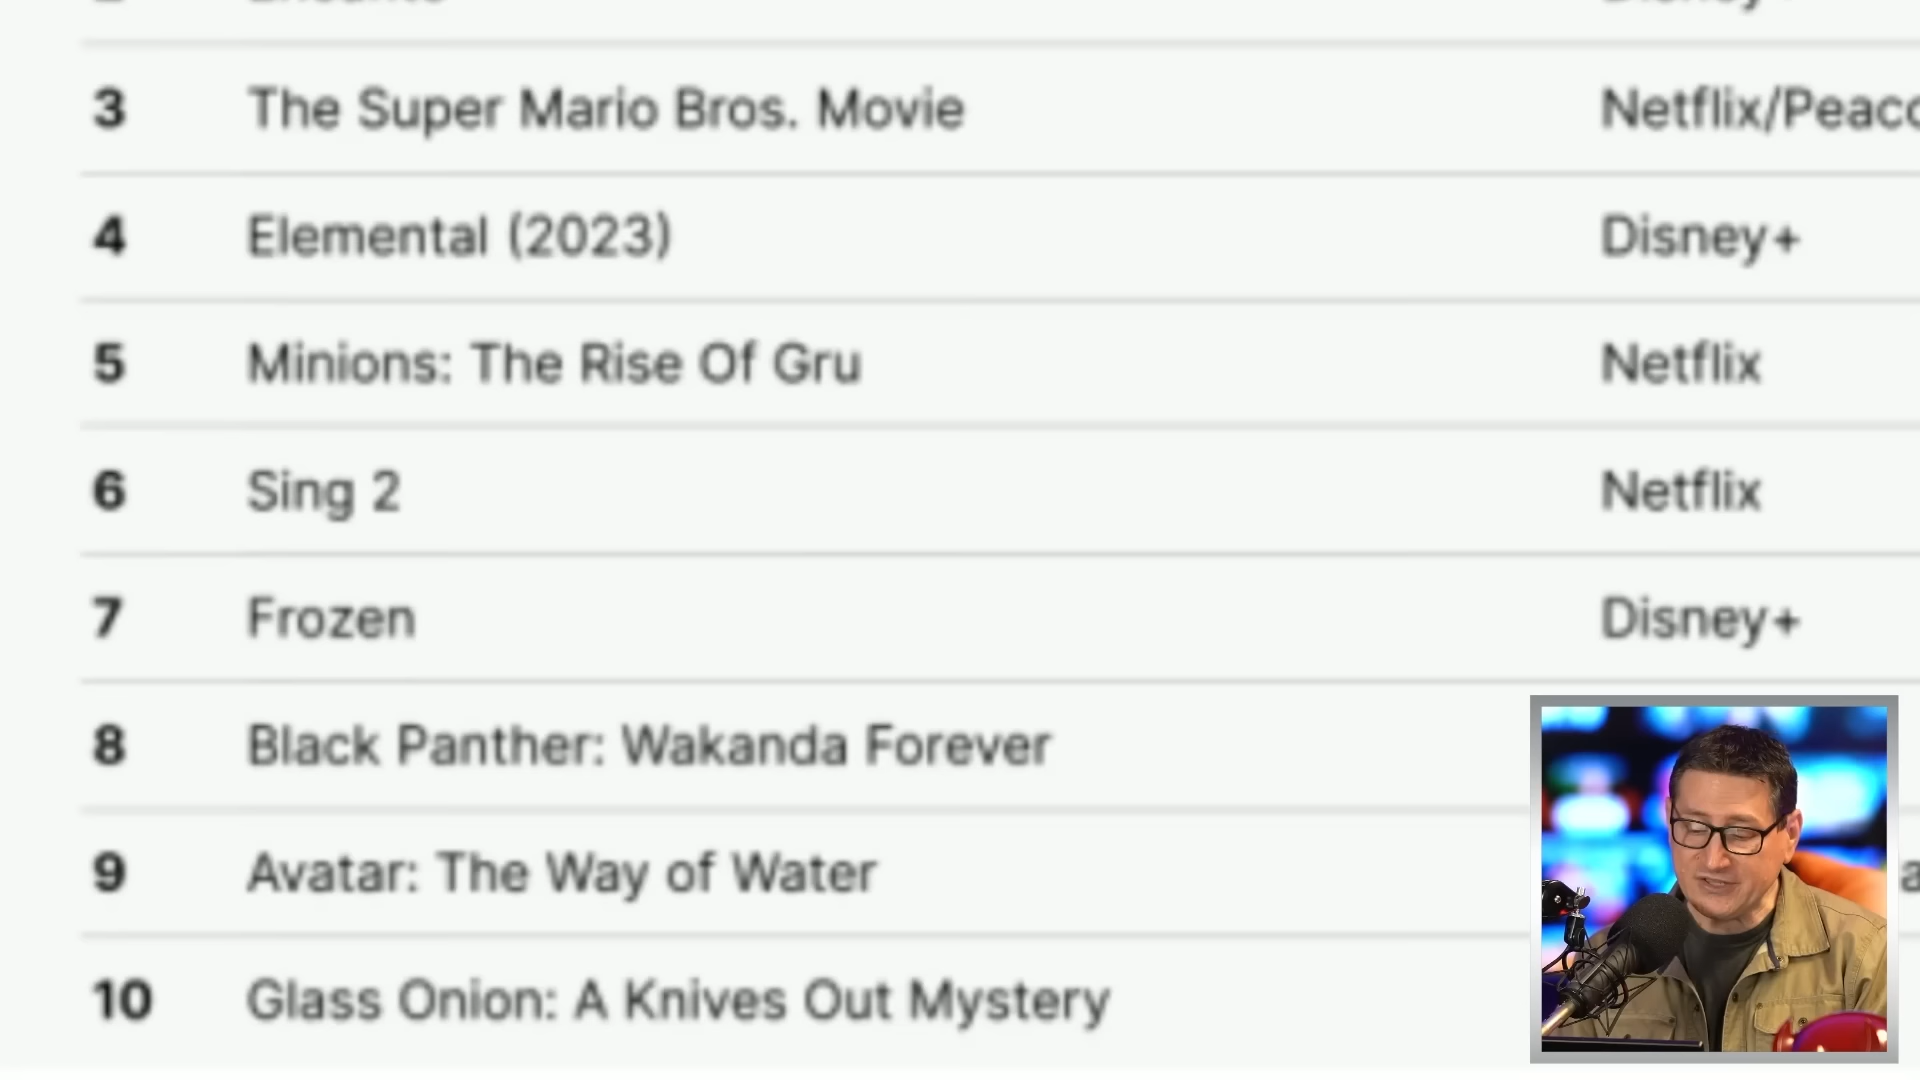 3 The Super Mario Bros. Movie Netflix/Peaco
4 Elemental (2023) Disney+
5 Minions: The Rise Of Gru Netflix
6 Sing 2 Netflix
7 Frozen Disney+
8 Black Panther: Wakanda Forever
9 Avatar: The Way of Water
10 Glass Onion: A Knives Out Mystery